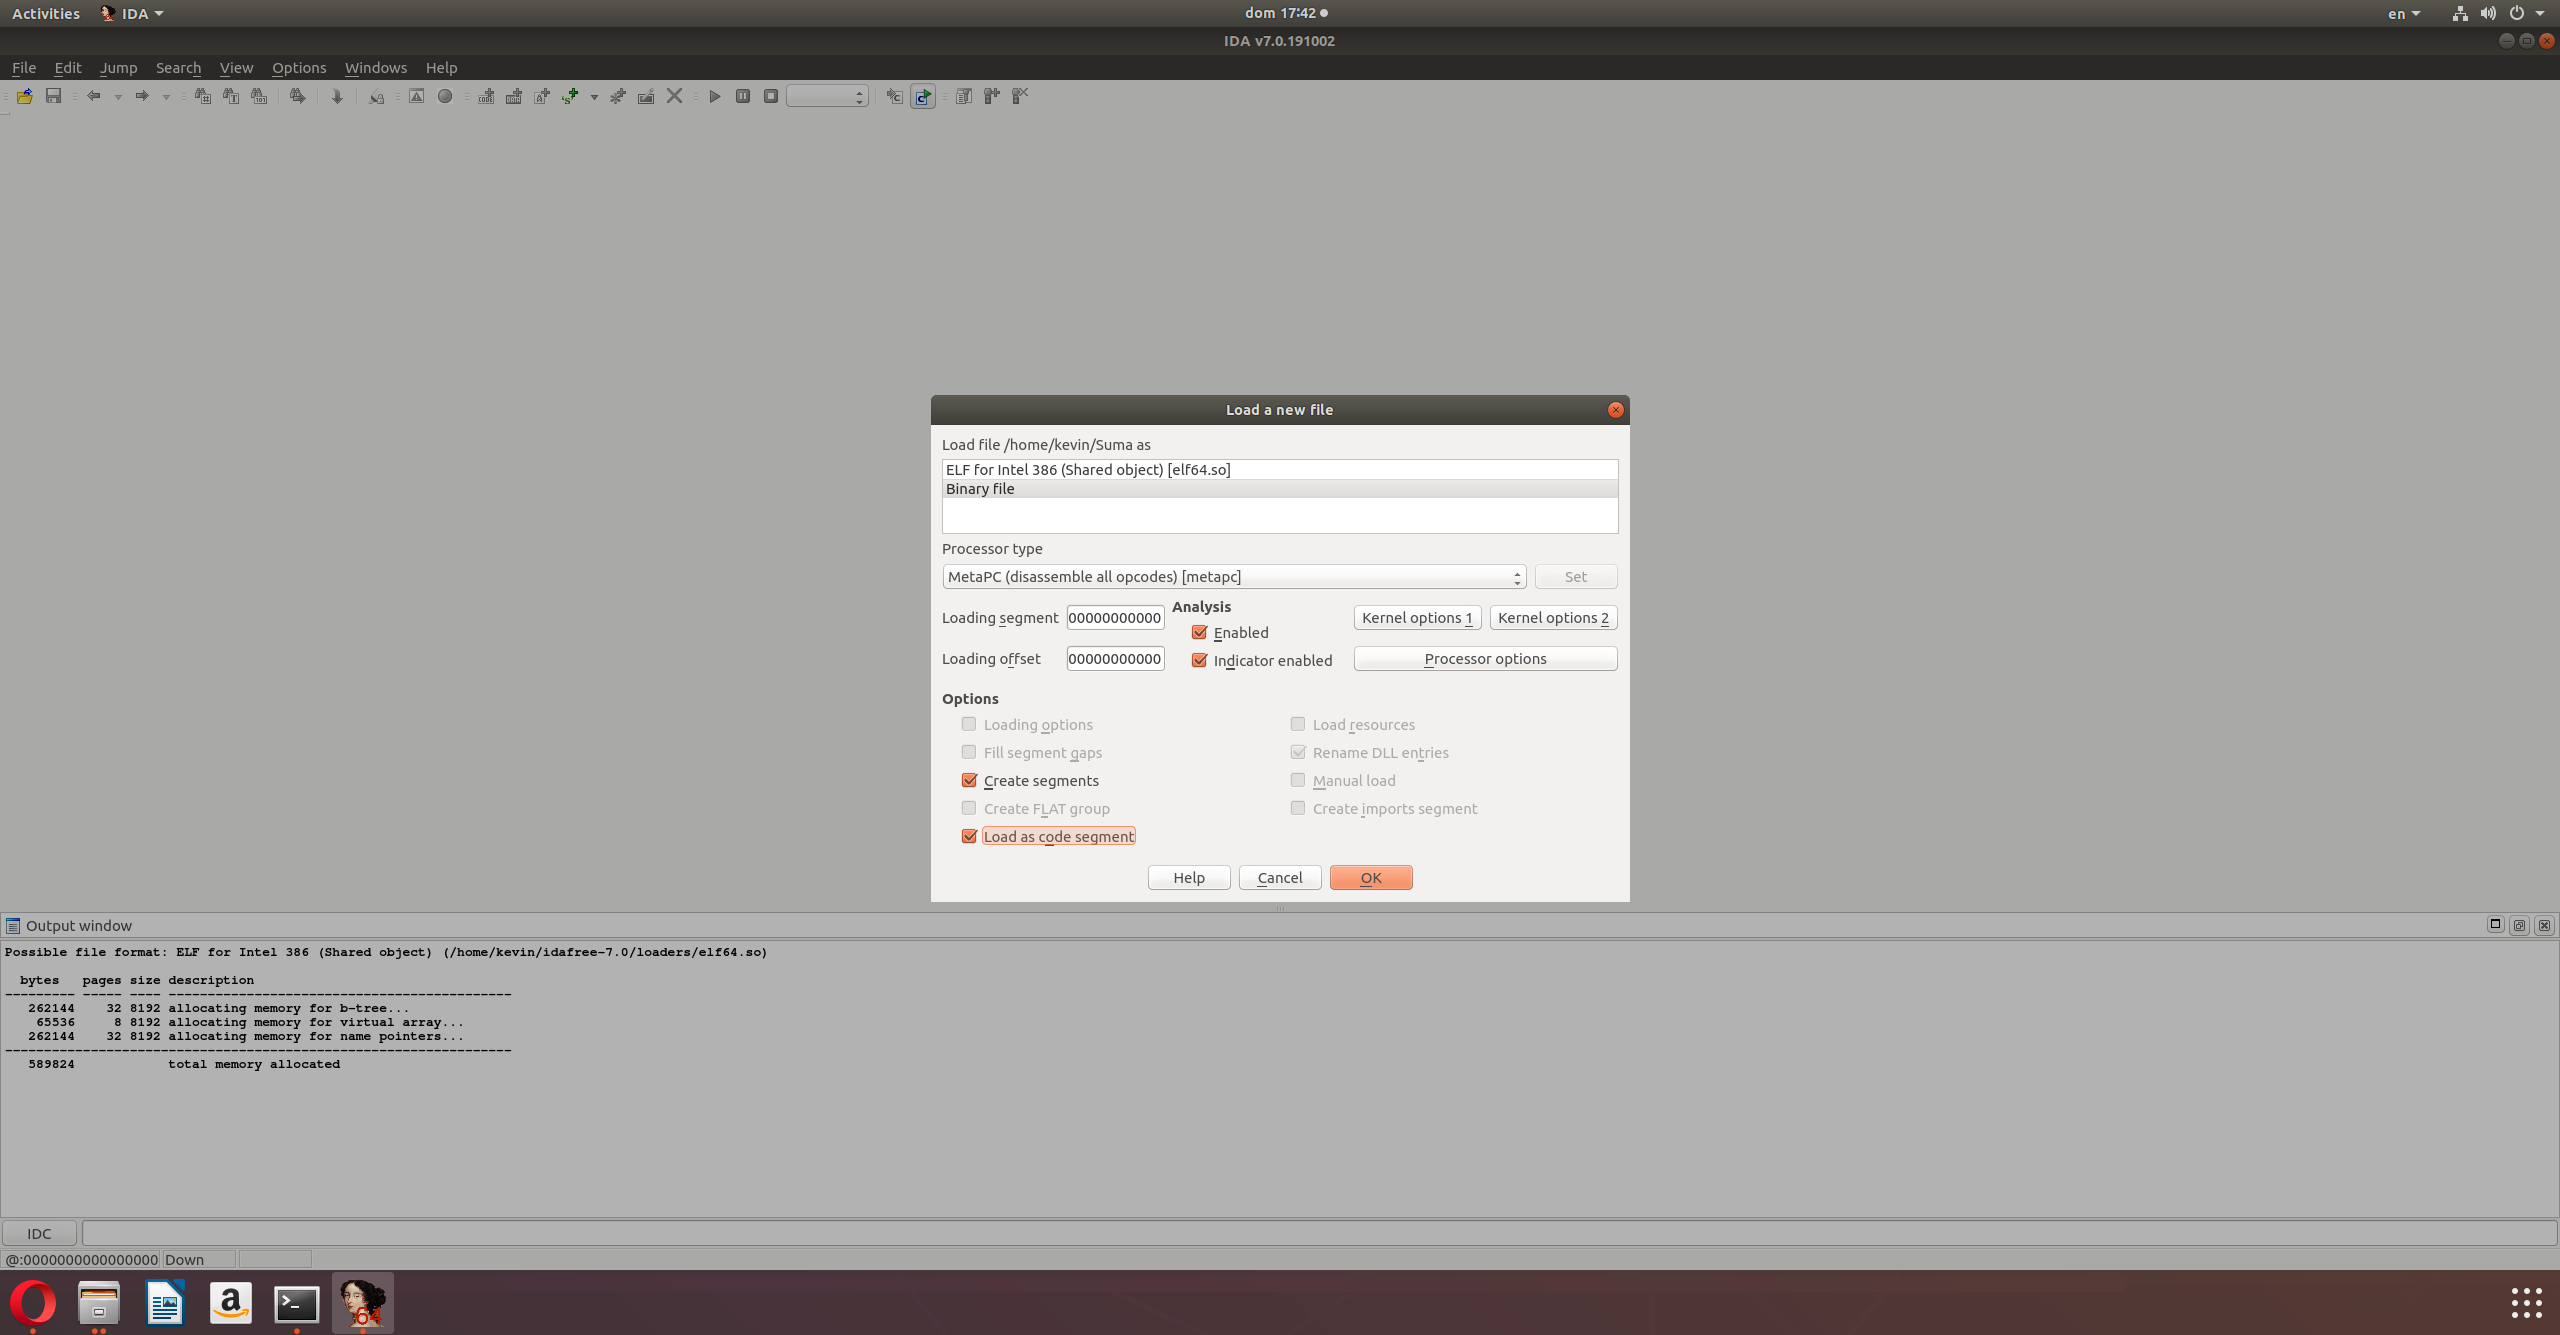 Activities IDA dom 17:42 en
IDA v7.0.191002
File Edit Jump Search View Options Windows Help
Load a new file
Load file /home/kevin/Suma as
ELF for Intel 386 (Shared object) [elf64.so]
Binary file
Processor type
MetaPC (disassemble all opcodes) [metapc] Set
Loading segment 00000000000 Analysis Kernel options 1 Kernel options 2
Enabled
Loading offset 00000000000 Indicator enabled Processor options
Options
Loading options Load resources
Fill segment gaps Rename DLL entries
Create segments Manual load
Create FLAT group Create imports segment
Load as code segment
Help Cancel OK
Output window
Possible file format: ELF for Intel 386 (Shared object) (/home/kevin/idafree-7.0/loaders/elf64.so)
bytes pages size description
--------- ----- ---- --------------------------------------------
262144 32 8192 allocating memory for b-tree...
65536 8 8192 allocating memory for virtual array...
262144 32 8192 allocating memory for name pointers...
-----------------------------------------------------------------
589824 total memory allocated
IDC
@:0000000000000000 Down
a >_ 64